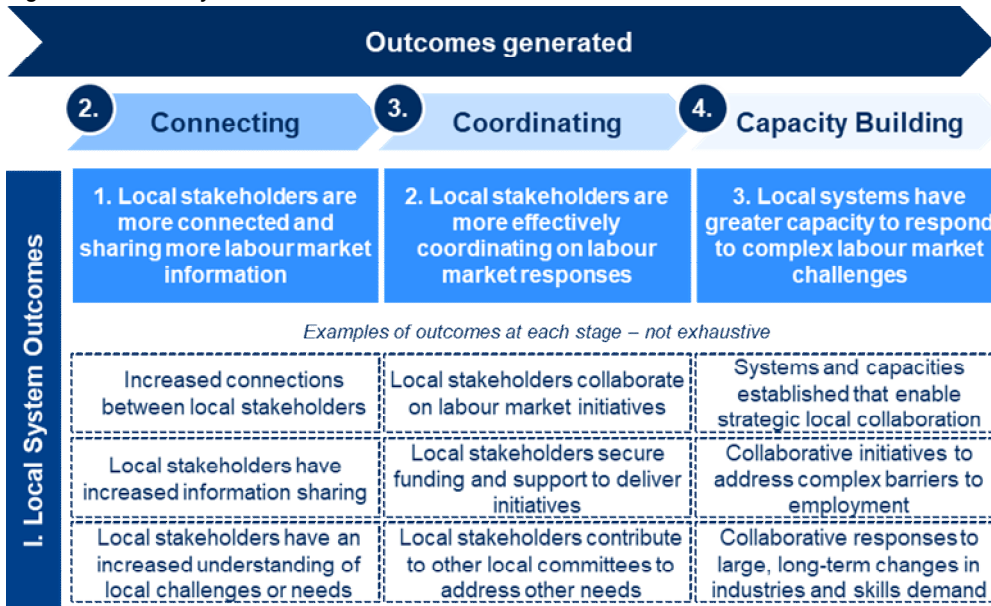 Outcomes generated
2. Connecting
3. Coordinating
4. Capacity Building
I. Local System Outcomes
1. Local stakeholders are
more connected and
sharing more labour market
information
2. Local stakeholders are
more effectively
coordinating on labour
market responses
3. Local systems have
greater capacity to respond
to complex labour market
challenges
Examples of outcomes at each stage – not exhaustive
Increased connections
between local stakeholders
Local stakeholders collaborate
on labour market initiatives
Systems and capacities
established that enable
strategic local collaboration
Local stakeholders have
increased information sharing
Local stakeholders secure
funding and support to deliver
initiatives
Collaborative initiatives to
address complex barriers to
employment
Local stakeholders have an
increased understanding of
local challenges or needs
Local stakeholders contribute
to other local committees to
address other needs
Collaborative responses to
large, long-term changes in
industries and skills demand